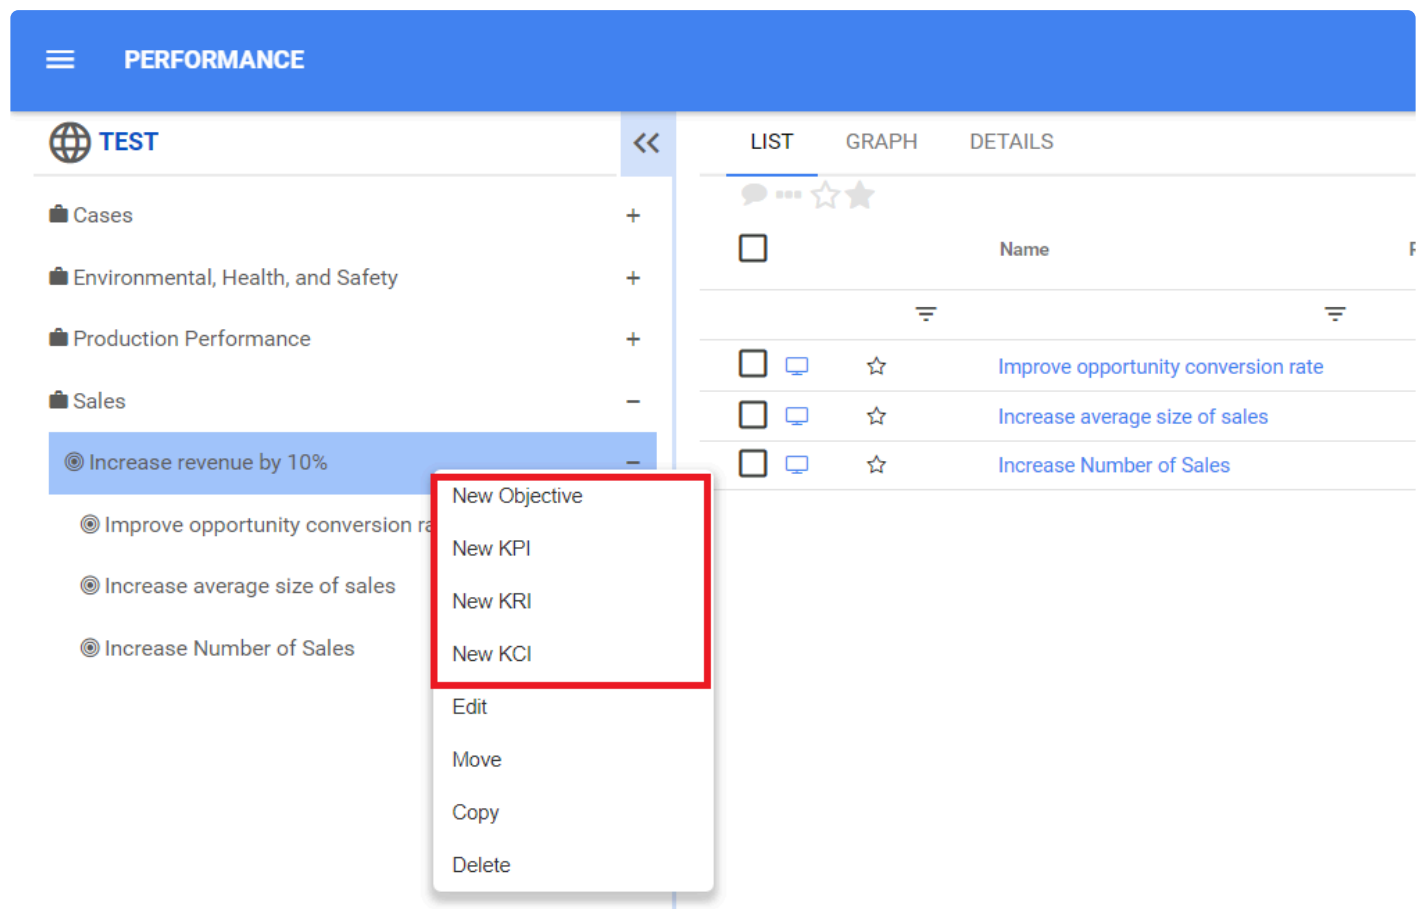 PERFORMANCE
TEST
LIST GRAPH DETAILS
Cases
Environmental, Health, and Safety
Production Performance
Sales
Increase revenue by 10%
Improve opportunity conversion
Increase average size of sales
Increase Number of Sales
New Objective
New KPI
New KRI
New KCI
Edit
Move
Copy
Delete
Name
Improve opportunity conversion rate
Increase average size of sales
Increase Number of Sales